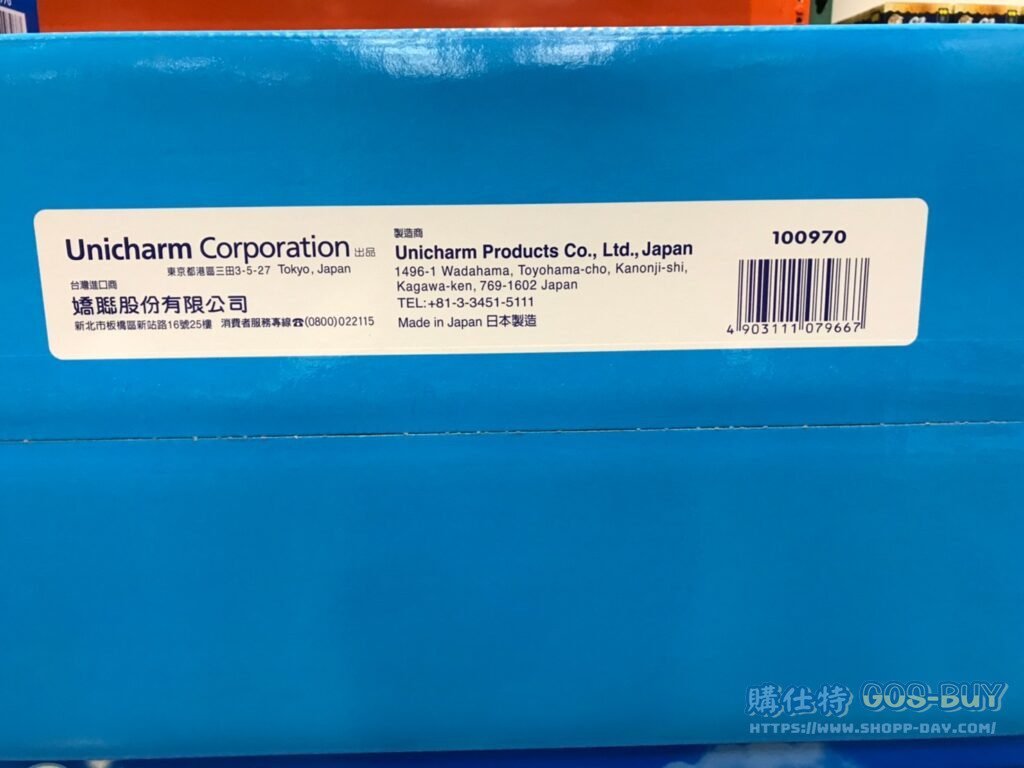 Unicharm Corporation 出品
東京都港區三田3-5-27 Tokyo, Japan
台灣進口商
嬌聯股份有限公司
新北市板橋區新站路16號25樓 消費者服務專線☎(0800)022115
製造商
Unicharm Products Co., Ltd., Japan
1496-1 Wadahama, Toyohama-cho, Kanonji-shi,
Kagawa-ken, 769-1602 Japan
TEL:+81-3-3451-5111
Made in Japan 日本製造
100970
4 903111 079667
購仕特 GOS-BUY
HTTPS://WWW.SHOPP-DAY.COM/